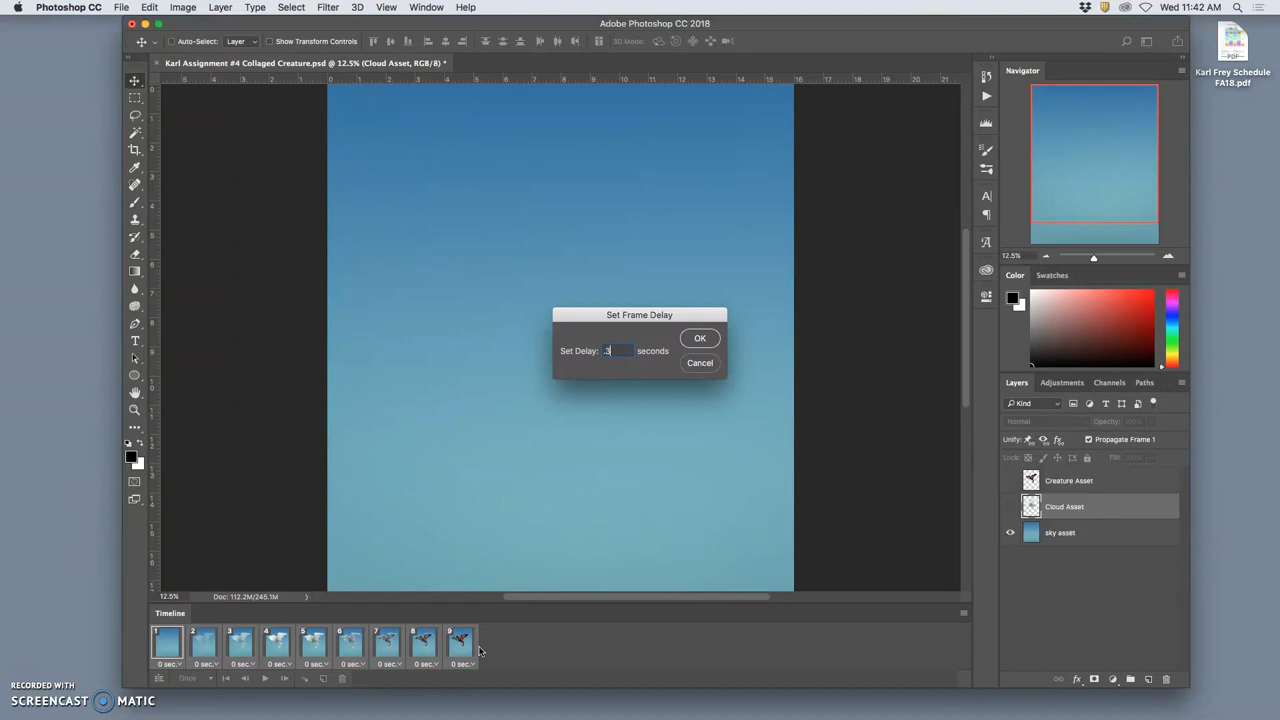 Photoshop CC File Edit Image Layer Type Select Filter 3D View Window Help Wed 11:42 AM
Adobe Photoshop CC 2018
Auto-Select: Layer Show Transform Controls 3D Mode:
Karl Assignment #4 Collaged Creature.psd @ 12.5% (Cloud Asset, RGB/8) *
Karl Frey Schedule
FA18.pdf
Navigator
12.5%
Color Swatches
Set Frame Delay
Set Delay: .3 seconds
OK
Cancel
Layers Adjustments Channels Paths
Kind
Normal Opacity: 100%
Unify: Propagate Frame 1
Lock: Fill:
Creature Asset
Cloud Asset
sky asset
12.5% Doc: 112.2M/245.1M
Timeline
1 2 3 4 5 6 7 8 9
0 sec. 0 sec. 0 sec. 0 sec. 0 sec. 0 sec. 0 sec. 0 sec. 0 sec.
Once
RECORDED WITH
SCREENCAST MATIC